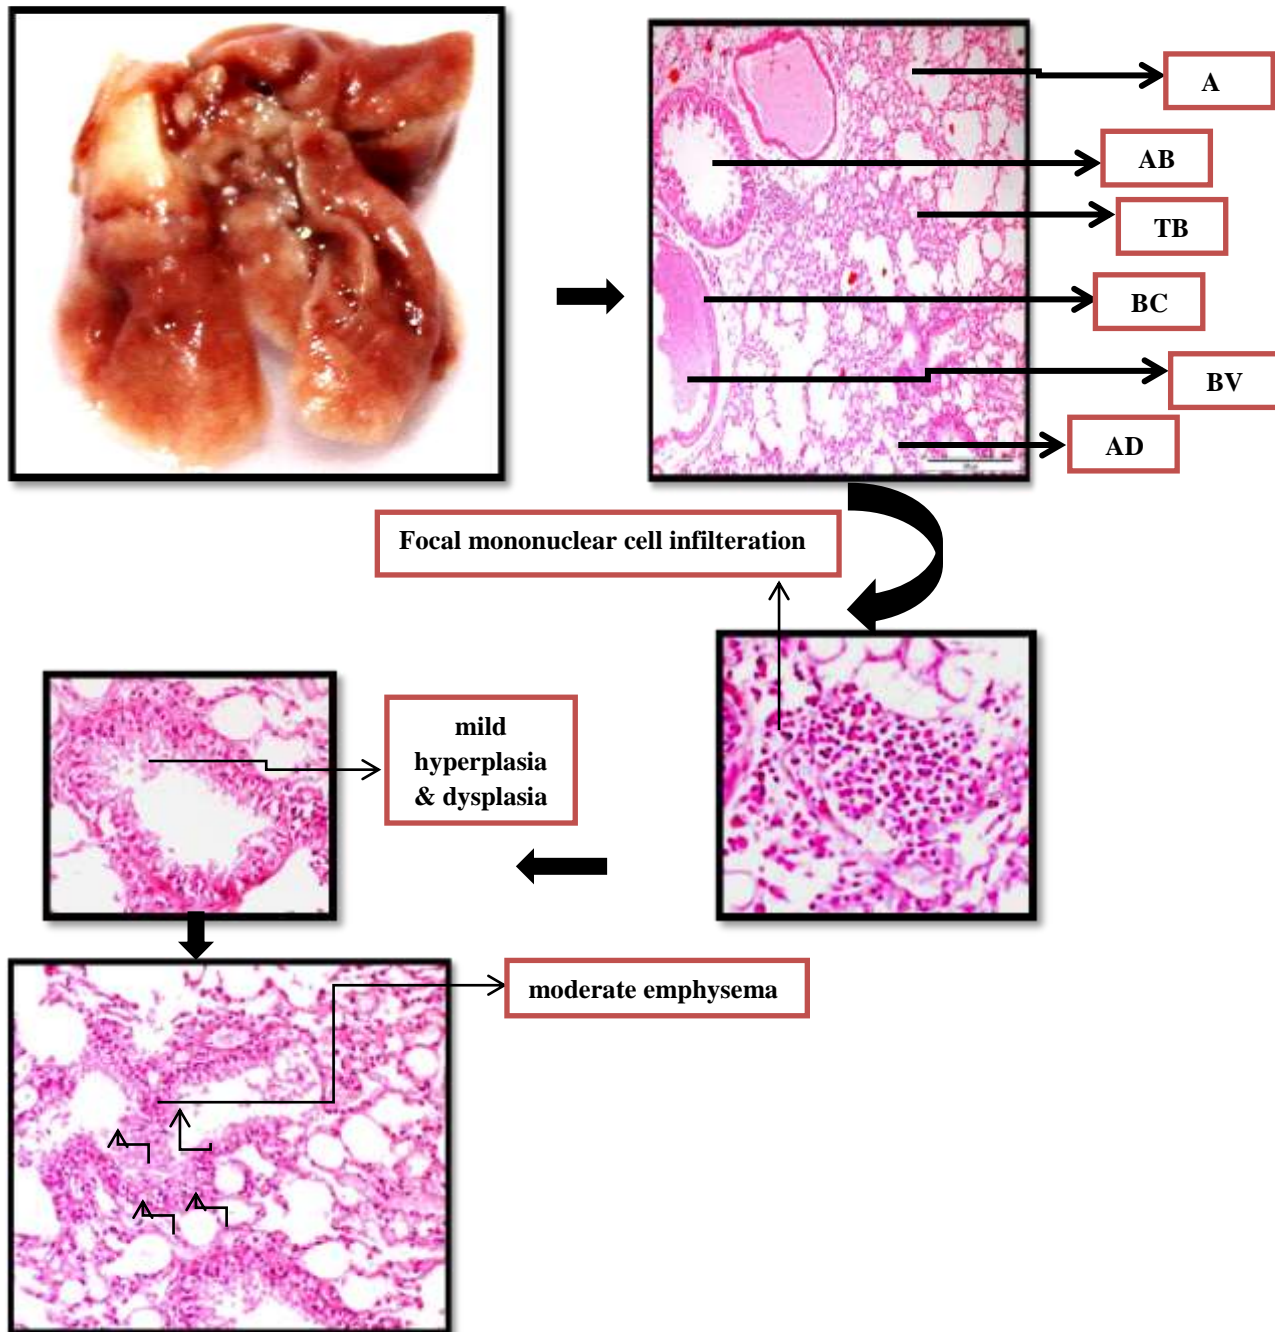 A
AB
TB
BC
BV
AD
Focal mononuclear cell infilteration
mild
hyperplasia
& dysplasia
moderate emphysema